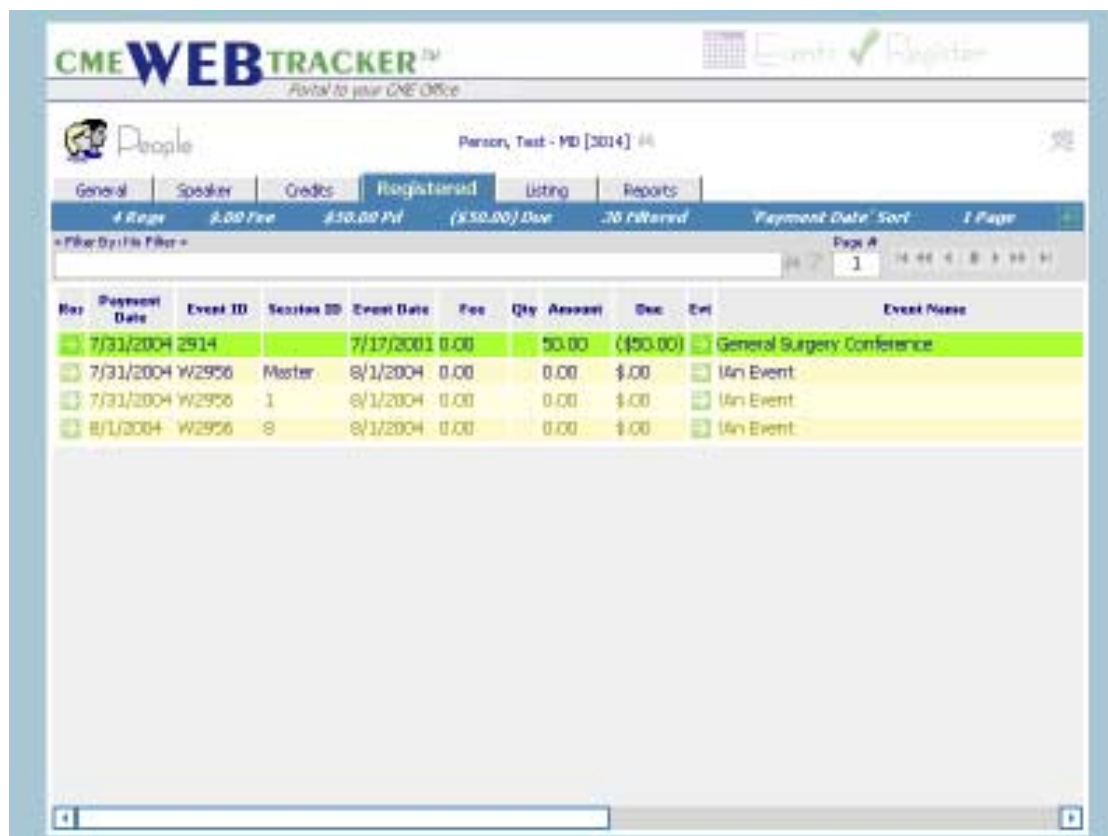 CME WEB TRACKER™
Portal to your CME Office
Events Register
People
Person, Test - MD [3014]
General Speaker Credits Registered Listing Reports
4 Regs $.00 Fee $50.00 Pd ($50.00) Due Filtered 'Payment Date' Sort 1 Page
Page #
1
Payment Date Event ID Session ID Event Date Fee Qty Amount Due Evt Event Name
7/31/2004 2914 7/17/2001 0.00 50.00 ($50.00) General Surgery Conference
7/31/2004 W2956 Master 8/1/2004 0.00 0.00 $.00 !An Event
7/31/2004 W2956 1 8/1/2004 0.00 0.00 $.00 !An Event
8/1/2004 W2956 8 8/1/2004 0.00 0.00 $.00 !An Event